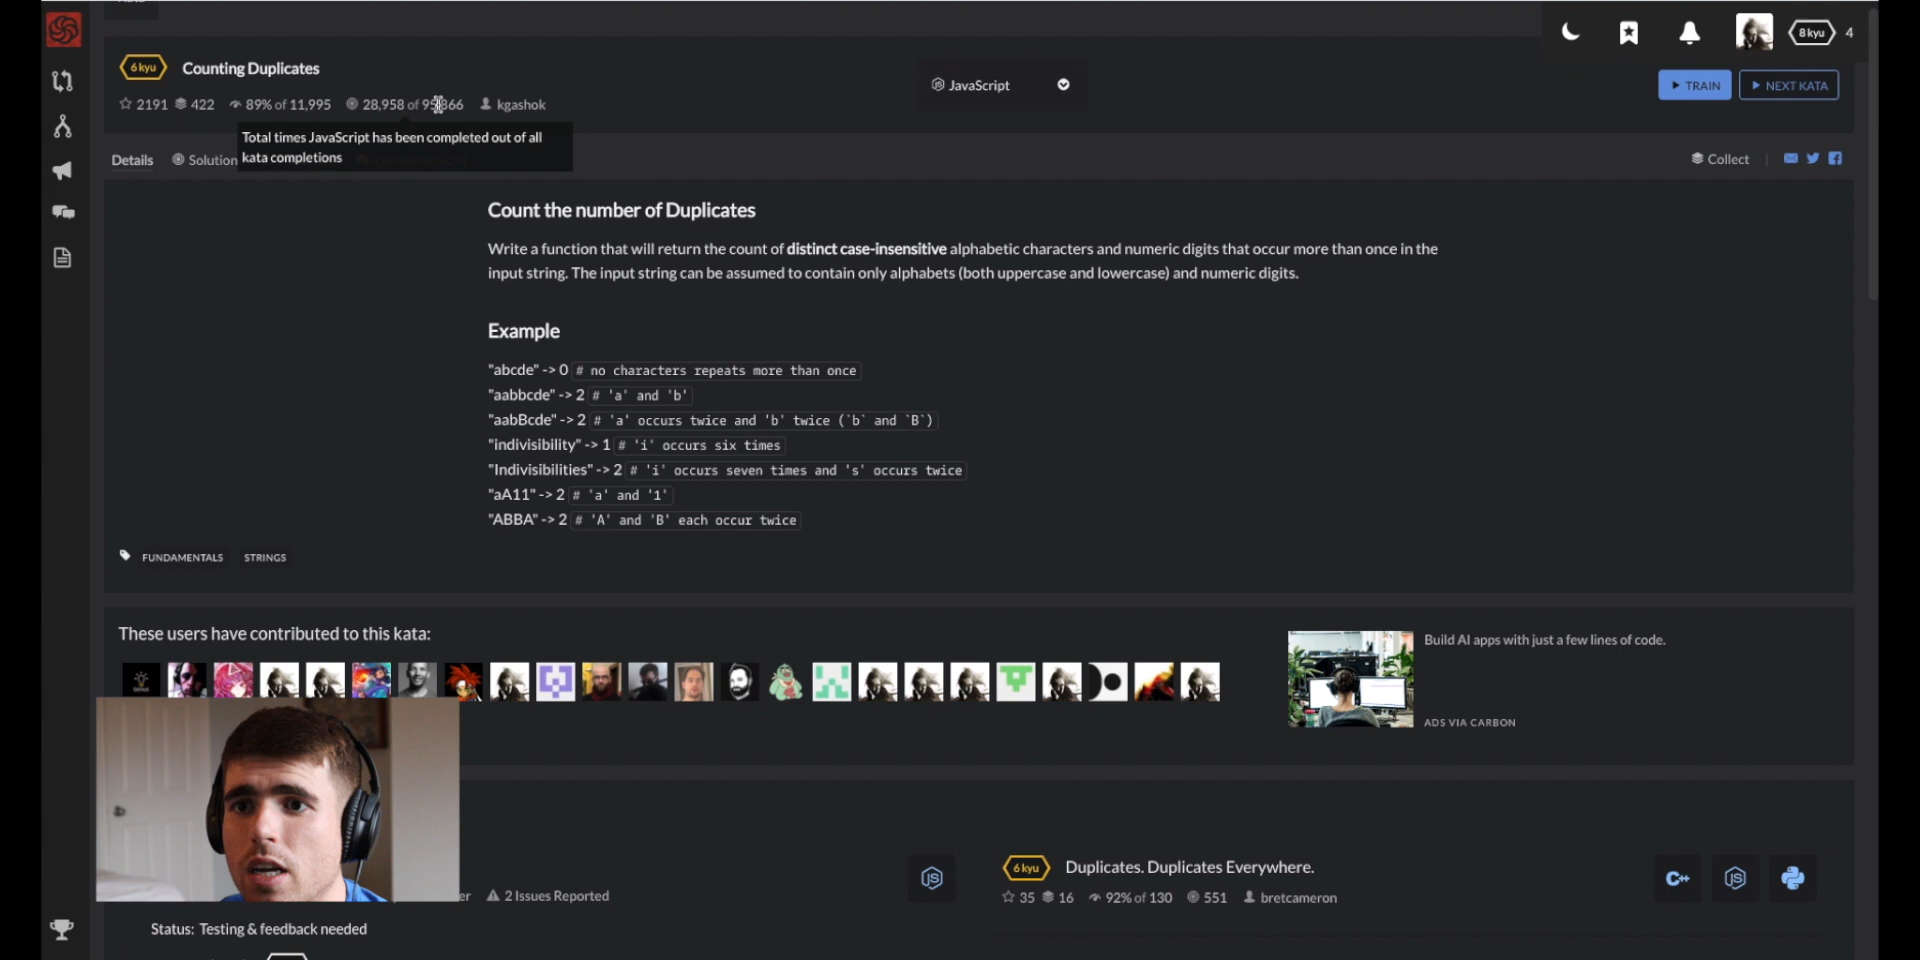 6 kyu Counting Duplicates
2191 422 89% of 11,995 28,958 of kgashok
Total times JavaScript has been completed out of all
kata completions
JavaScript
TRAIN
NEXT KATA
8 kyu 4
Details Solution
Collect
Count the number of Duplicates
Write a function that will return the count of distinct case-insensitive alphabetic characters and numeric digits that occur more than once in the
input string. The input string can be assumed to contain only alphabets (both uppercase and lowercase) and numeric digits.
Example
"abcde" -> 0 # no characters repeats more than once
"aabbcde" -> 2 # 'a' and 'b'
"aabBcde" -> 2 # 'a' occurs twice and 'b' twice (`b` and `B`)
"indivisibility" -> 1 # 'i' occurs six times
"Indivisibilities" -> 2 # 'i' occurs seven times and 's' occurs twice
"aA11" -> 2 # 'a' and '1'
"ABBA" -> 2 # 'A' and 'B' each occur twice
FUNDAMENTALS STRINGS
These users have contributed to this kata:
Build AI apps with just a few lines of code.
ADS VIA CARBON
er 2 Issues Reported
Status: Testing & feedback needed
JS
6 kyu Duplicates. Duplicates Everywhere.
35 16 92% of 130 551 bretcameron
C++ JS